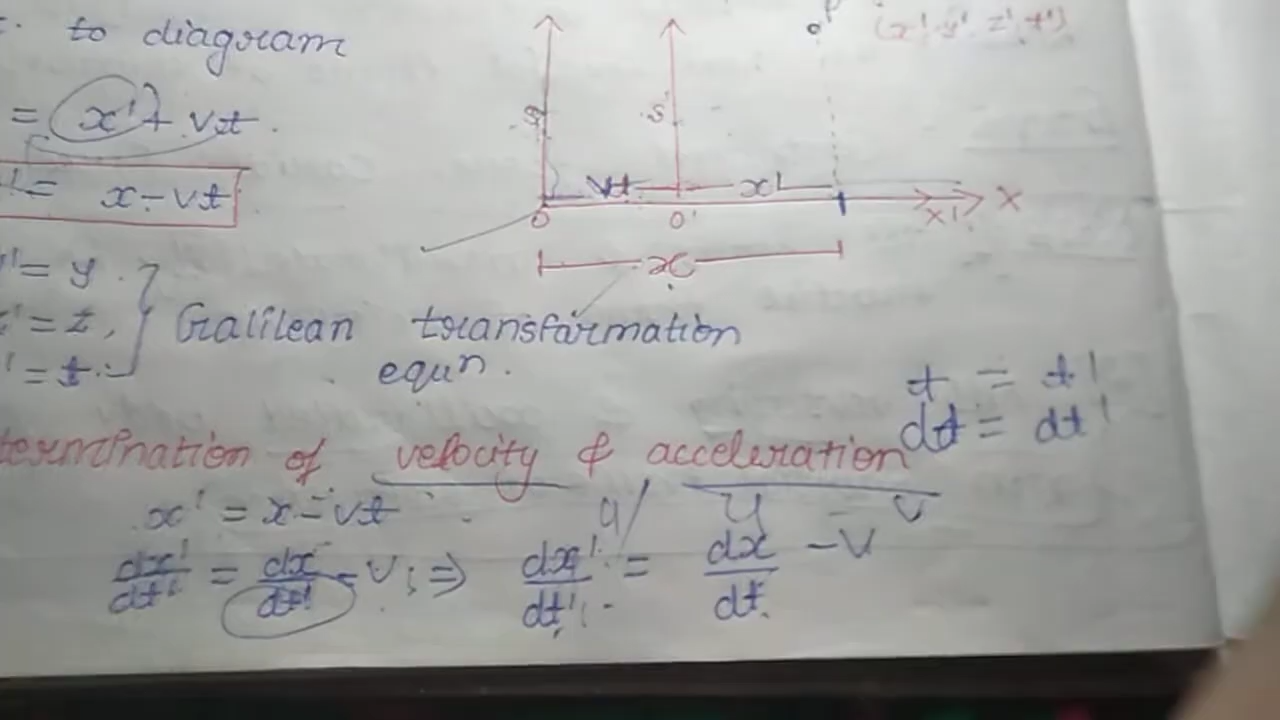 to diagram
= x' + vt.
' = x - vt
y' = y.
z' = z,
t' = t.
Galilean transformation
equn.
S
S'
P
(x', y', z', t')
vt
x'
O
O'
X'
X
x
t = t'
dt = dt'
termination of velocity & acceleration
x' = x - vt
u' u - v
dx'/dt' = dx/dt' - v ; ⇒ dx'/dt' = dx/dt - v